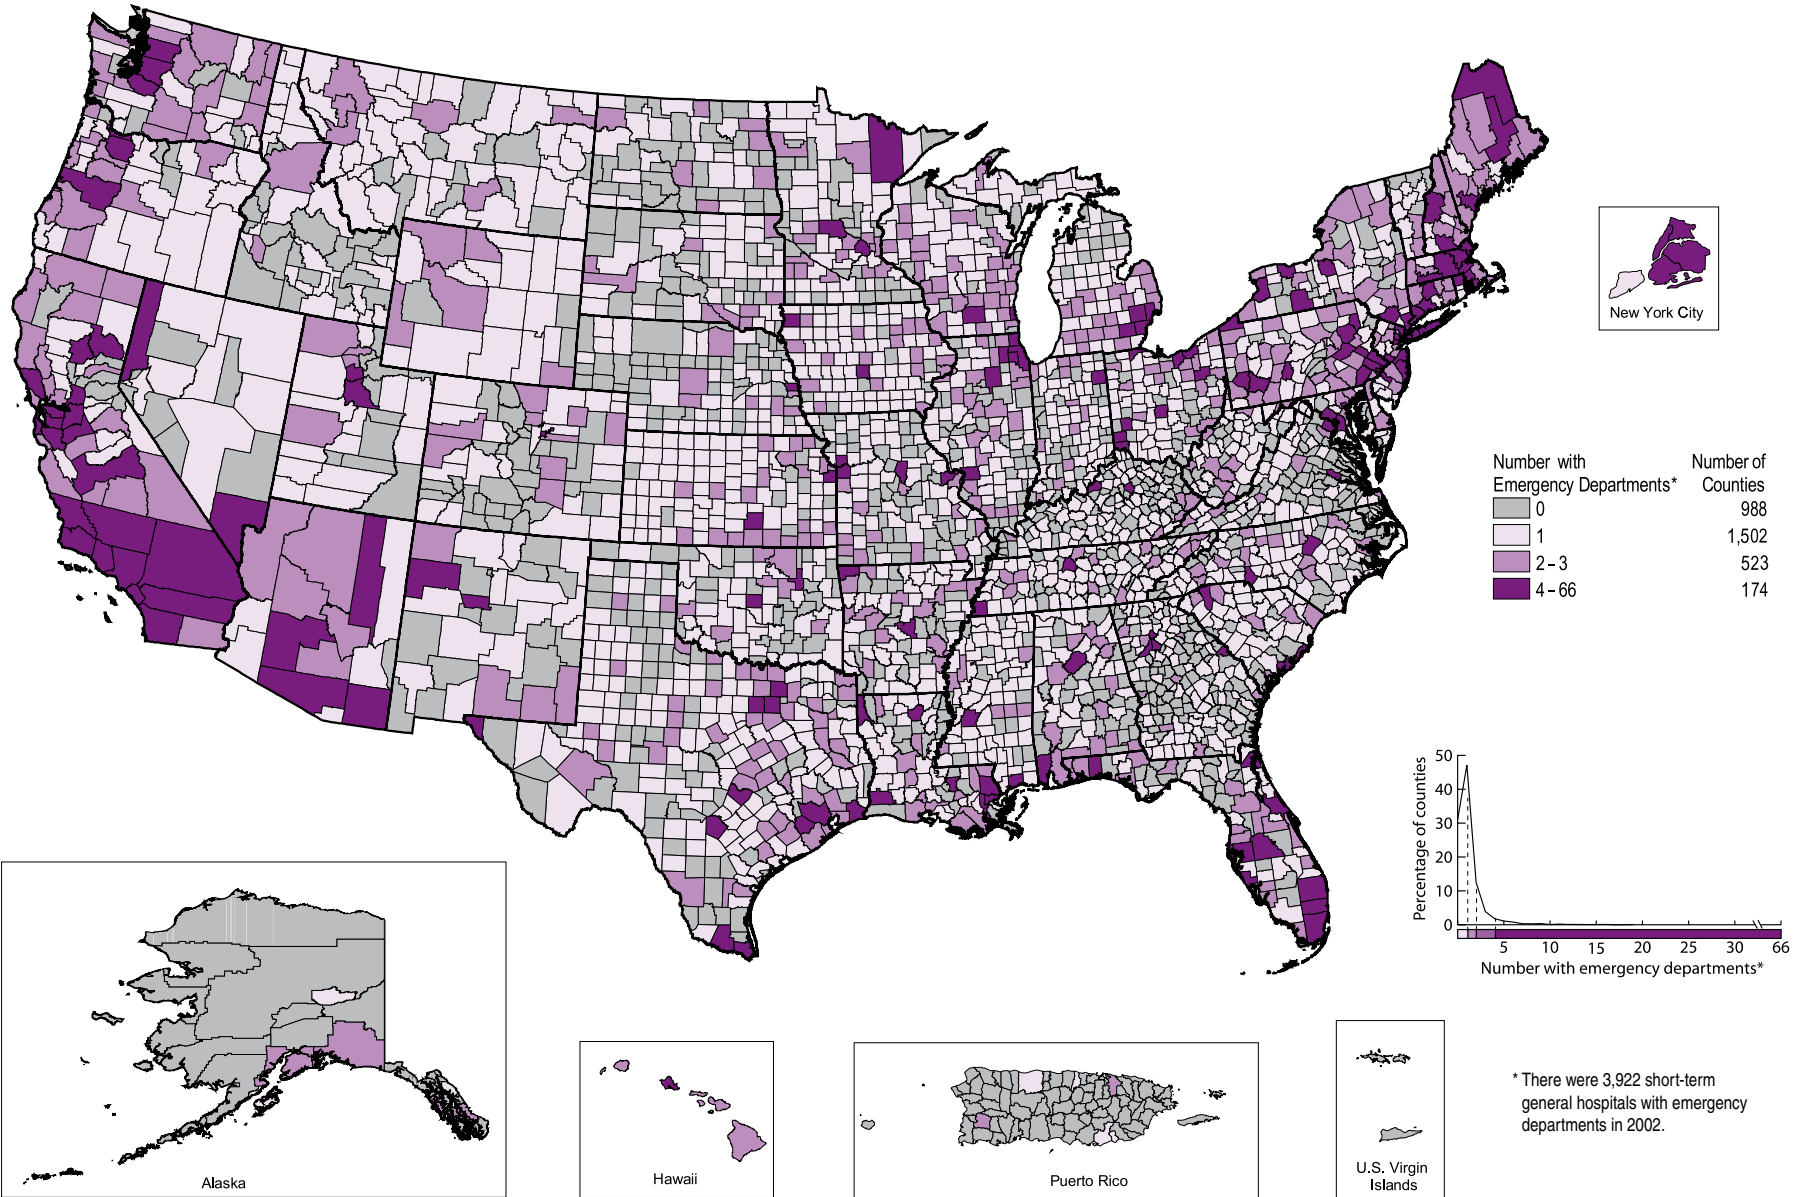 New York City
Number with
Emergency Departments*
Number of
Counties
0 988
1 1,502
2 – 3 523
4 – 66 174
Percentage of counties
50
40
30
20
10
0
5 10 15 20 25 30 66
Number with emergency departments*
* There were 3,922 short-term
general hospitals with emergency
departments in 2002.
Alaska
Hawaii
Puerto Rico
U.S. Virgin
Islands